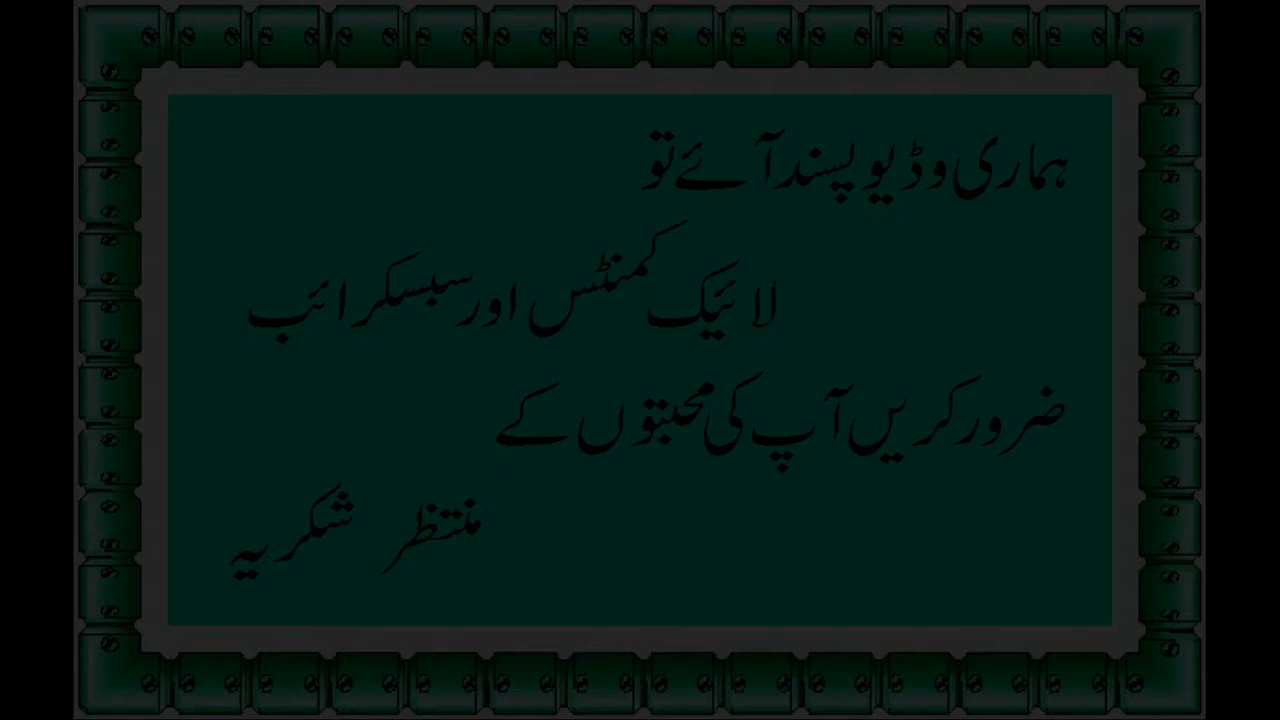 ہماری وڈیو پسند آئے تو
لائیک کمنٹس اور سبسکرائب
ضرور کریں آپ کی محبتوں کے
منتظر شکریہ